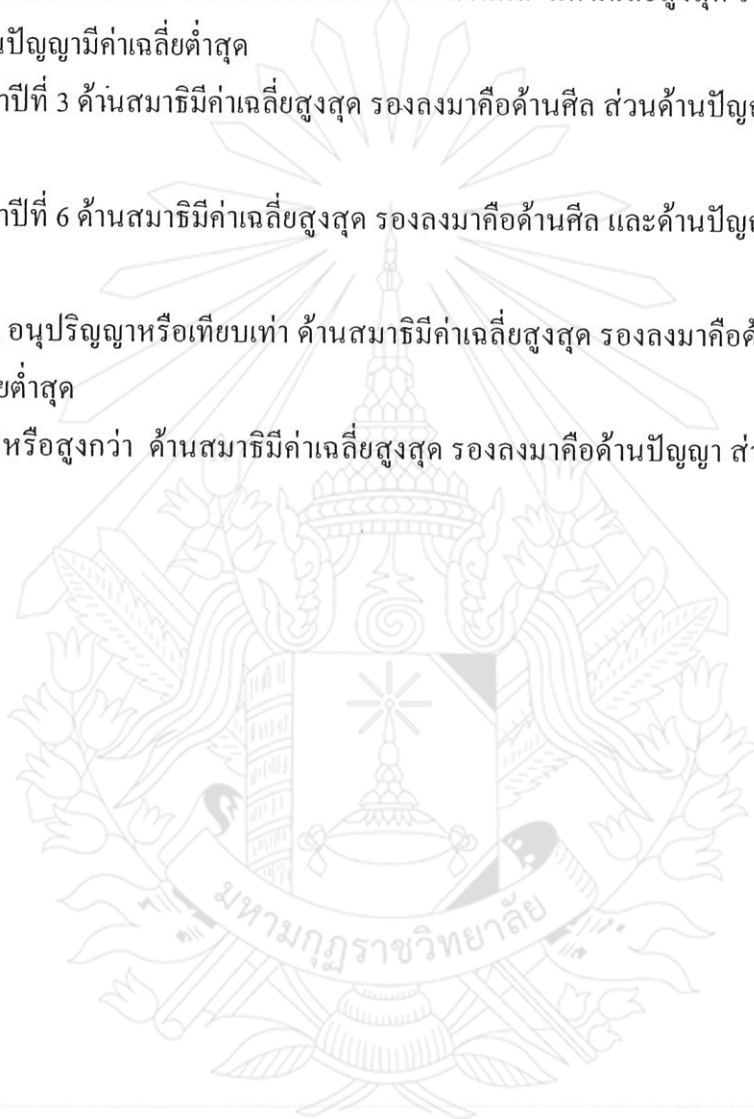 นปัญญามีค่าเฉลี่ยต่ำสุด
าปีที่ 3 ด้านสมาธิมีค่าเฉลี่ยสูงสุด รองลงมาคือด้านศีล ส่วนด้านปัญญ
าปีที่ 6 ด้านสมาธิมีค่าเฉลี่ยสูงสุด รองลงมาคือด้านศีล และด้านปัญญ
อนุปริญญาหรือเทียบเท่า ด้านสมาธิมีค่าเฉลี่ยสูงสุด รองลงมาคือด้
ยต่ำสุด
หรือสูงกว่า ด้านสมาธิมีค่าเฉลี่ยสูงสุด รองลงมาคือด้านปัญญา ส่ว
มหามกุฏราชวิทยาลัย